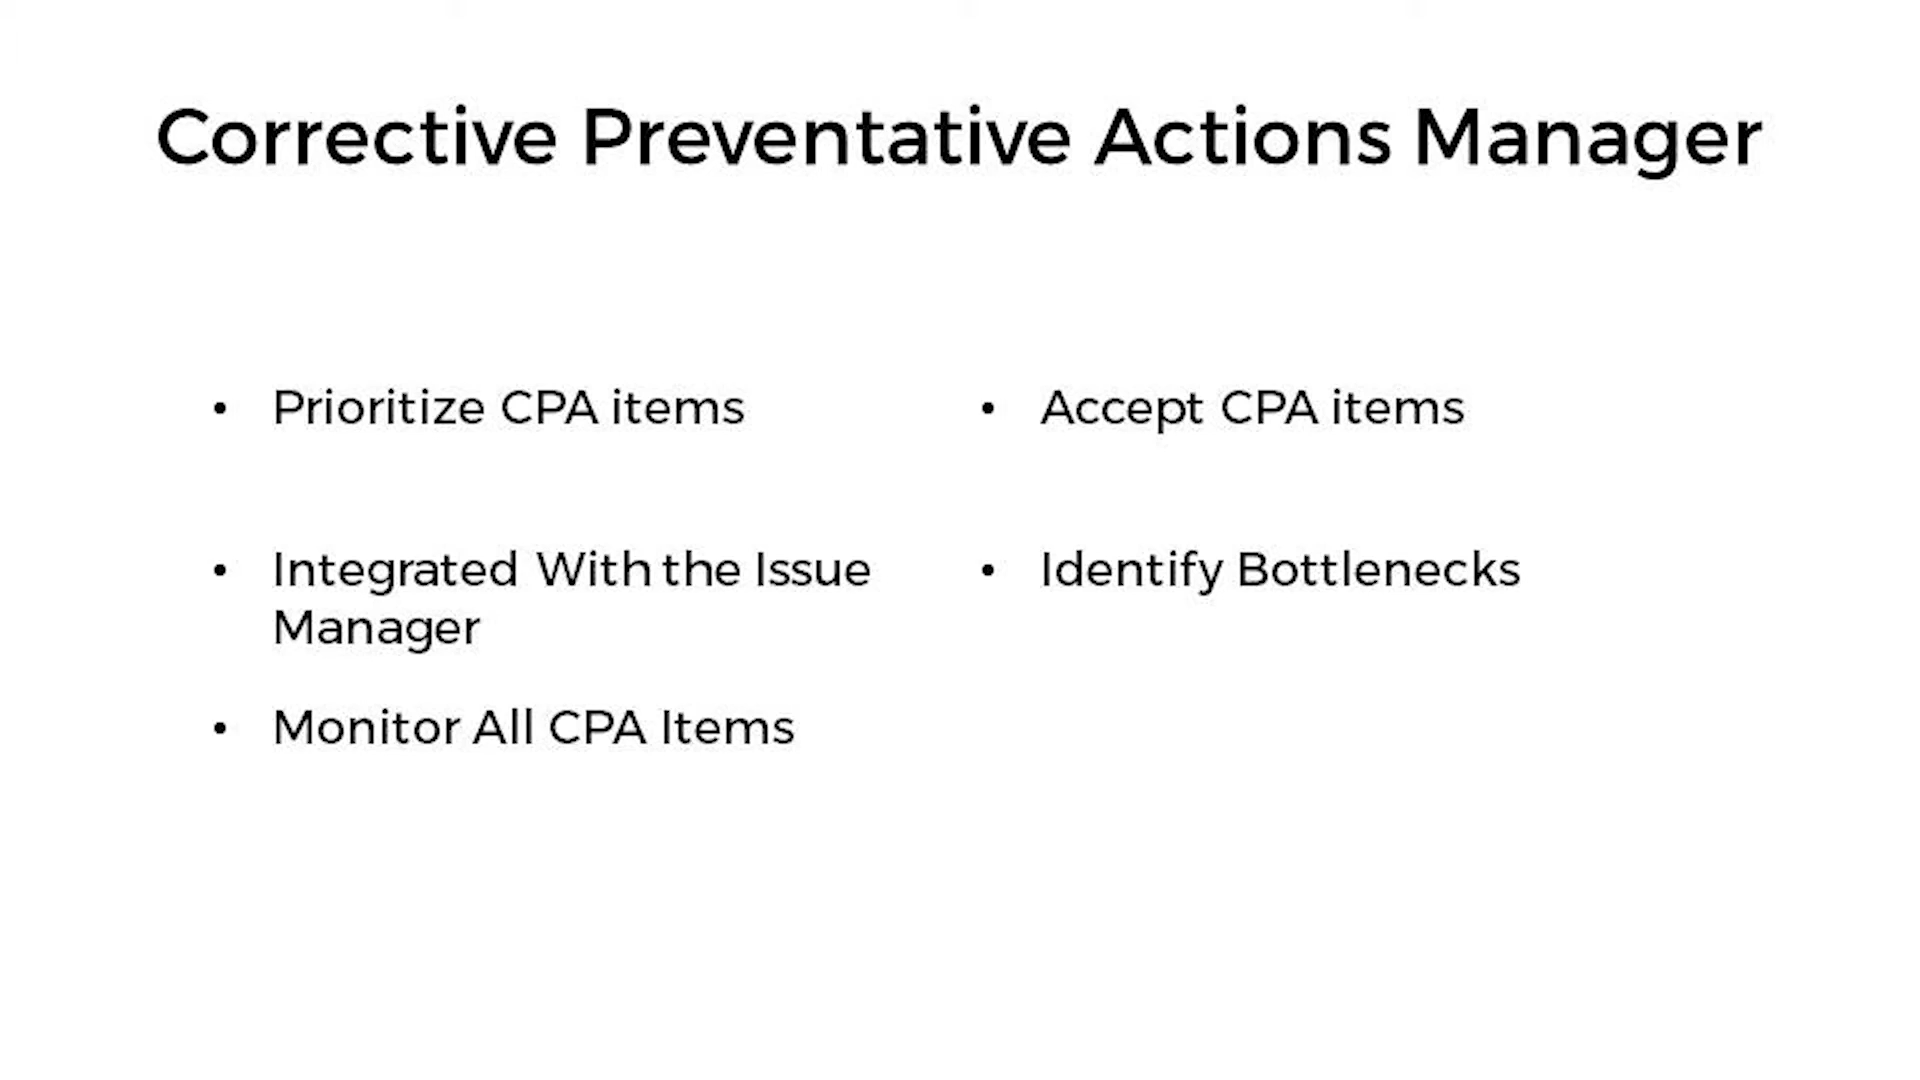 Corrective Preventative Actions Manager
• Prioritize CPA items
• Integrated With the Issue
Manager
• Monitor All CPA Items
• Accept CPA items
• Identify Bottlenecks